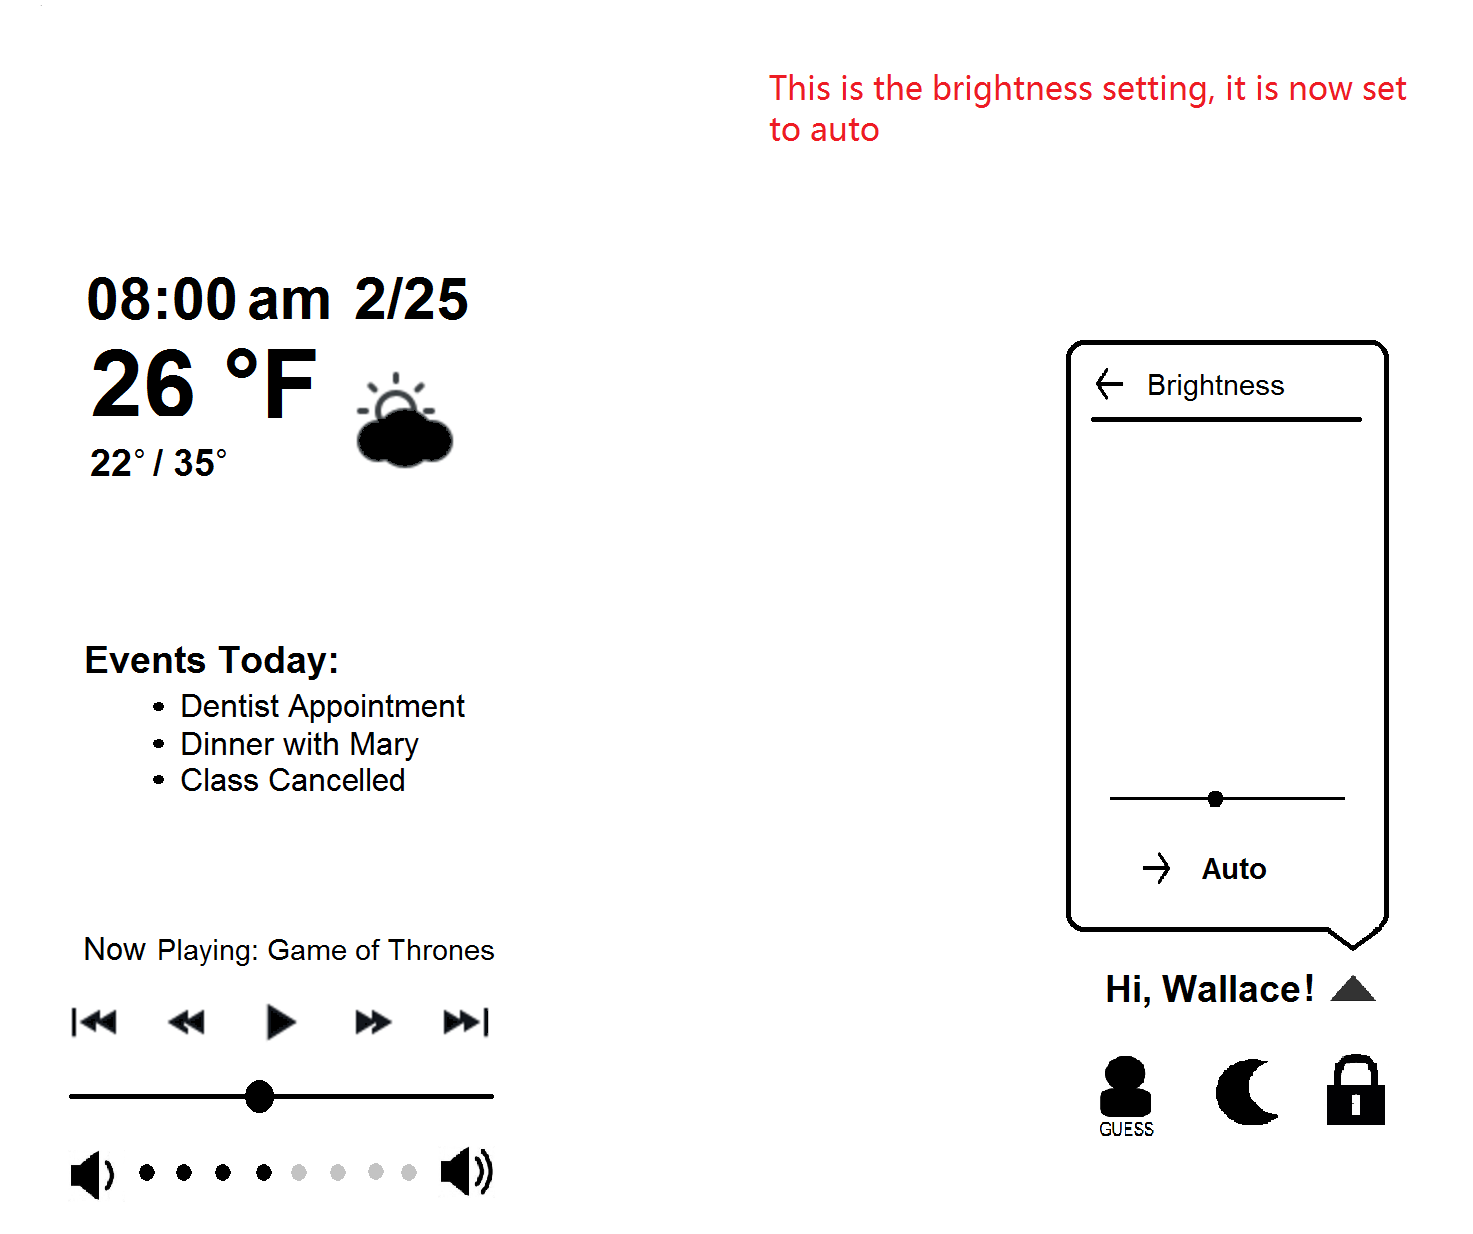 This is the brightness setting, it is now set
to auto
08:00 am 2/25
26 °F
22° / 35°
Events Today:
• Dentist Appointment
• Dinner with Mary
• Class Cancelled
Now Playing: Game of Thrones
Brightness
Auto
Hi, Wallace!
GUESS